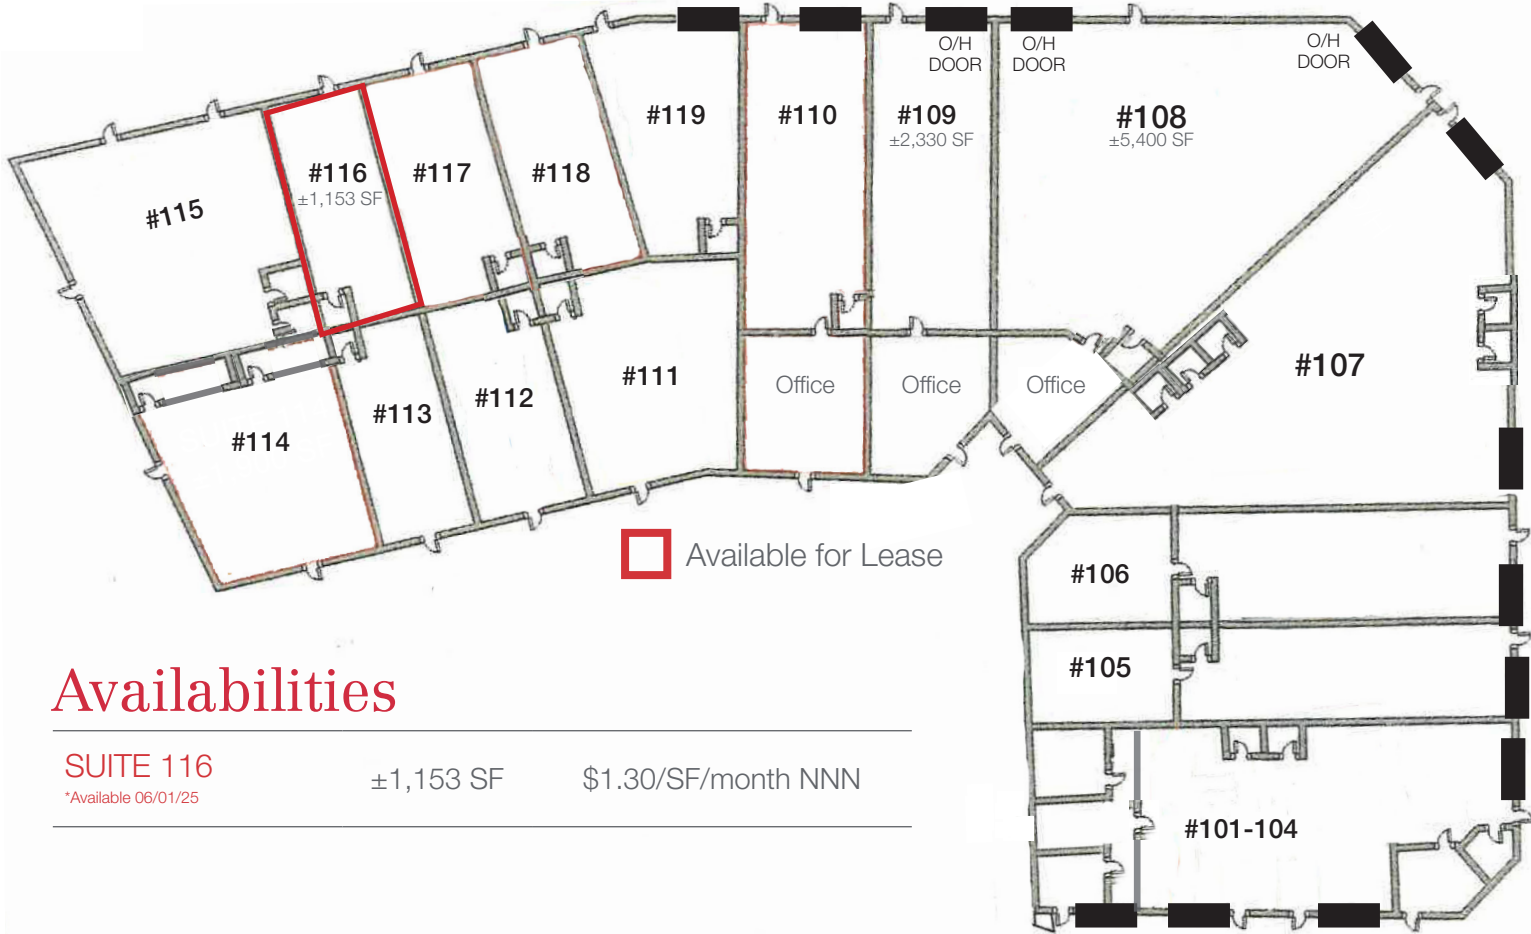 O/H
DOOR
O/H
DOOR
O/H
DOOR
#119
#110
#109
±2,330 SF
#108
±5,400 SF
#116
±1,153 SF
#117
#118
#115
#107
#111
Office
Office
Office
#112
#113
#114
Available for Lease
#106
#105
#101-104
Availabilities
SUITE 116
*Available 06/01/25
±1,153 SF
$1.30/SF/month NNN